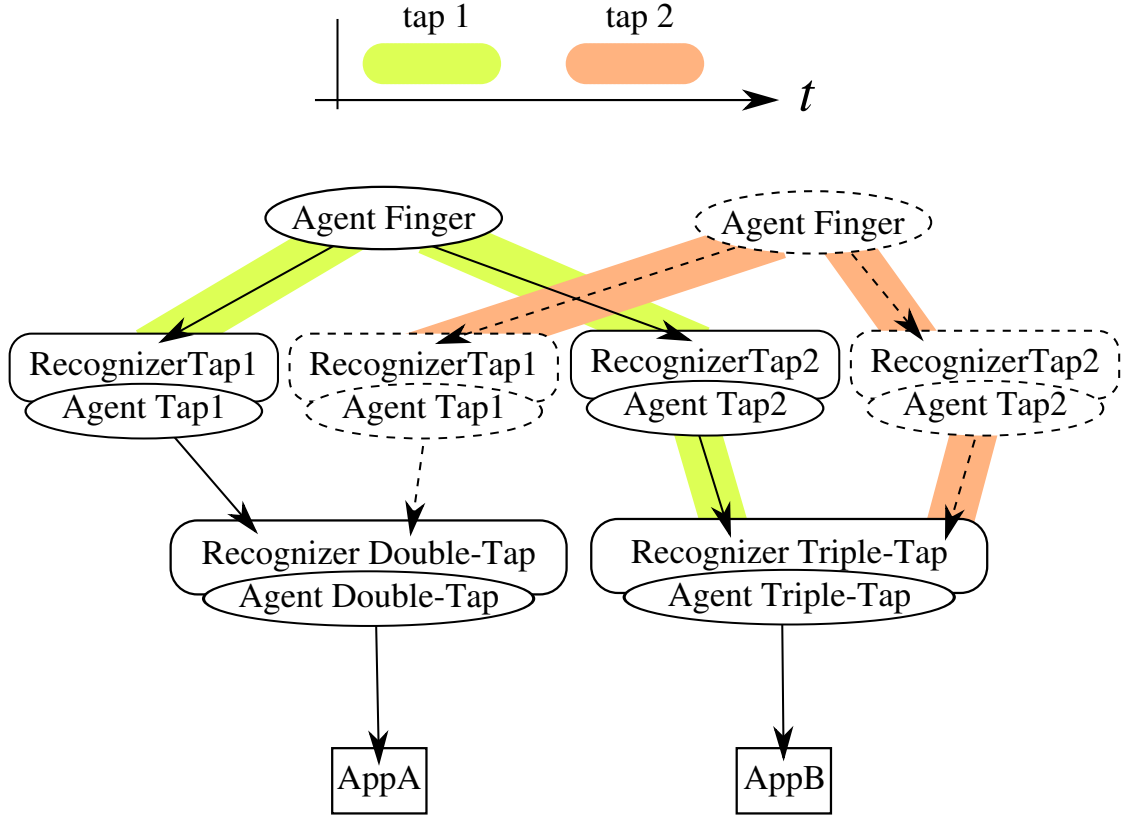 tap 1
tap 2
t
Agent Finger
Agent Finger
RecognizerTap1
RecognizerTap1
RecognizerTap2
RecognizerTap2
Agent Tap1
Agent Tap1
Agent Tap2
Agent Tap2
Recognizer Double-Tap
Recognizer Triple-Tap
Agent Double-Tap
Agent Triple-Tap
AppA
AppB